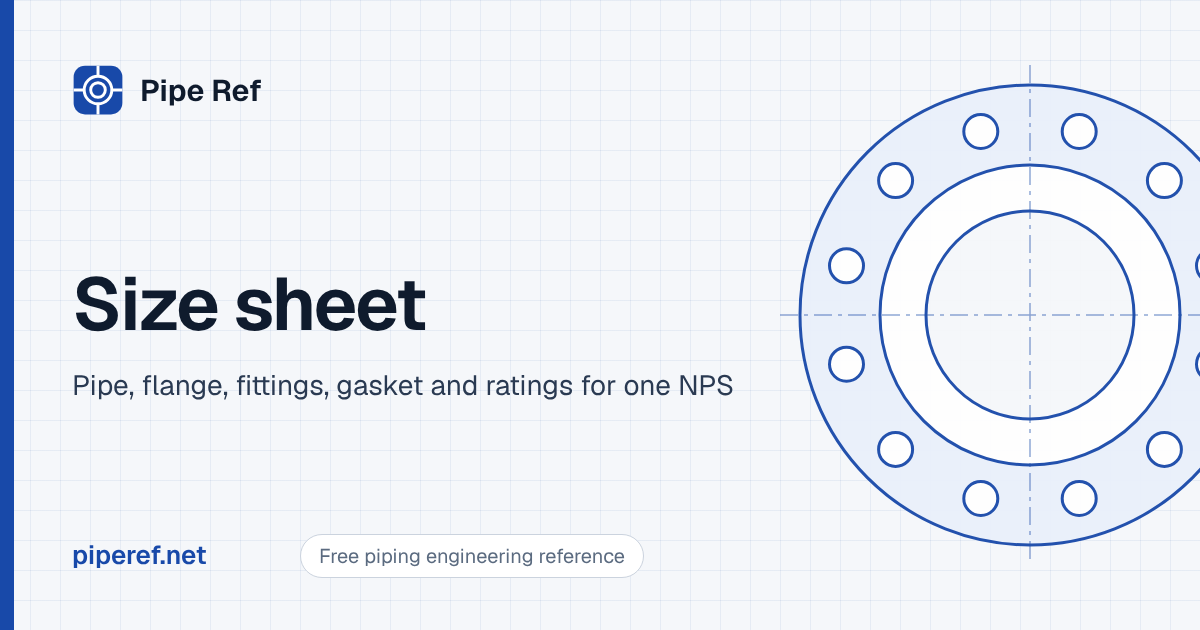 Pipe Ref
Size sheet
Pipe, flange, fittings, gasket and ratings for one NPS
piperef.net
Free piping engineering reference